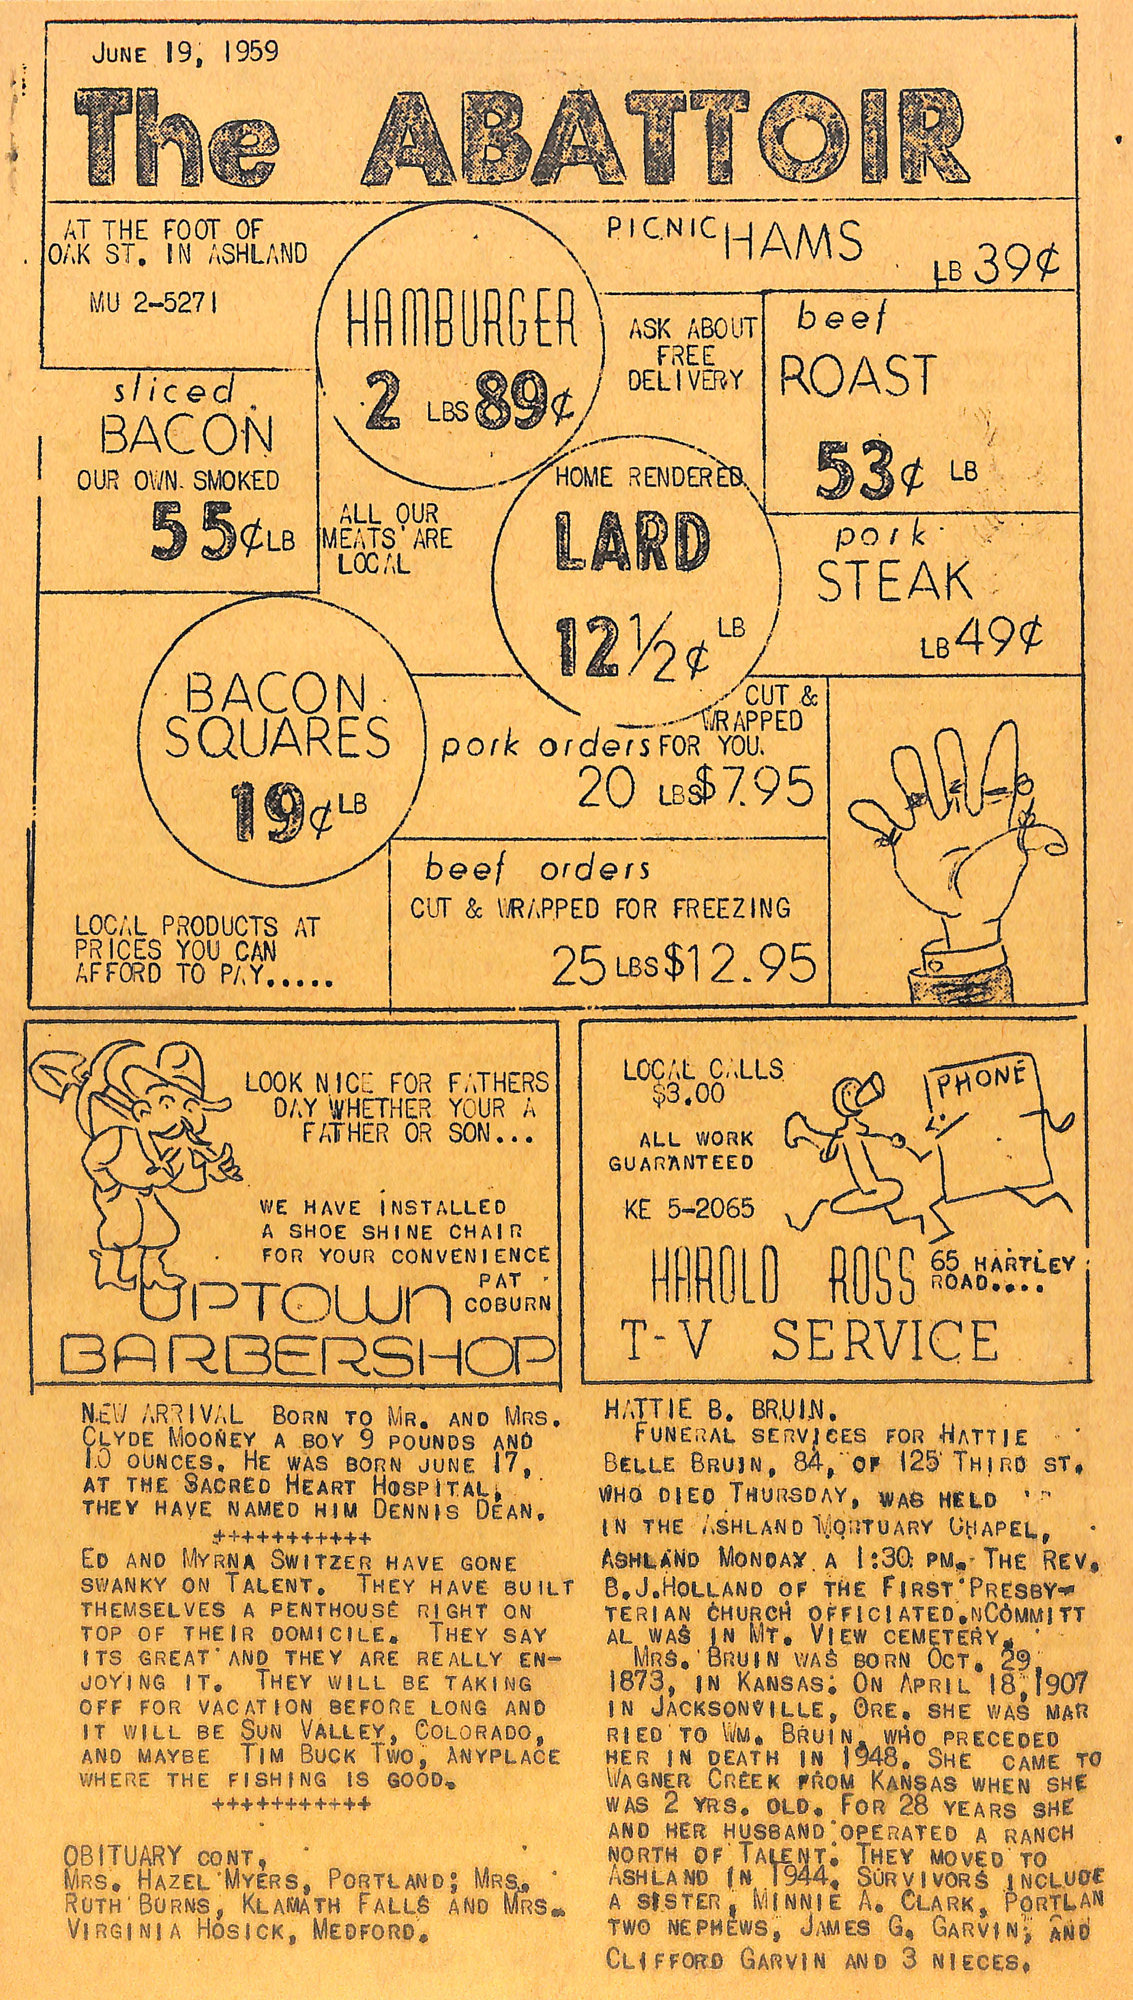 JUNE 19, 1959
The ABATTOIR
AT THE FOOT OF
OAK ST. IN ASHLAND
MU 2-5271
HAMBURGER
2 LBS 89¢
PICNIC HAMS
LB 39¢
ASK ABOUT
FREE
DELIVERY
beef
ROAST
53¢ LB
sliced
BACON
OUR OWN SMOKED
55¢ LB
ALL OUR
MEATS ARE
LOCAL
HOME RENDERED
LARD
12½¢ LB
pork
STEAK
LB 49¢
BACON
SQUARES
19¢ LB
CUT &
WRAPPED
pork orders FOR YOU.
20 LBS $7.95
beef orders
CUT & WRAPPED FOR FREEZING
25 LBS $12.95
LOCAL PRODUCTS AT
PRICES YOU CAN
AFFORD TO PAY.....
LOOK NICE FOR FATHERS
DAY WHETHER YOUR A
FATHER OR SON...
WE HAVE INSTALLED
A SHOE SHINE CHAIR
FOR YOUR CONVENIENCE
PAT
COBURN
UPTOWN
BARBERSHOP
LOCAL CALLS
$3.00
ALL WORK
GUARANTEED
KE 5-2065
PHONE
HAROLD ROSS
65 HARTLEY
ROAD....
T-V SERVICE
NEW ARRIVAL BORN TO MR. AND MRS.
CLYDE MOONEY A BOY 9 POUNDS AND
10 OUNCES. HE WAS BORN JUNE 17,
AT THE SACRED HEART HOSPITAL,
THEY HAVE NAMED HIM DENNIS DEAN.
+++++++++++
ED AND MYRNA SWITZER HAVE GONE
SWANKY ON TALENT. THEY HAVE BUILT
THEMSELVES A PENTHOUSE RIGHT ON
TOP OF THEIR DOMICILE. THEY SAY
ITS GREAT AND THEY ARE REALLY EN-
JOYING IT. THEY WILL BE TAKING
OFF FOR VACATION BEFORE LONG AND
IT WILL BE SUN VALLEY, COLORADO,
AND MAYBE TIM BUCK TWO, ANYPLACE
WHERE THE FISHING IS GOOD.
+++++++++++
OBITUARY CONT,
MRS. HAZEL MYERS, PORTLAND; MRS.
RUTH BURNS, KLAMATH FALLS AND MRS.
VIRGINIA HOSICK, MEDFORD.
HATTIE B. BRUIN.
FUNERAL SERVICES FOR HATTIE
BELLE BRUIN, 84, OF 125 THIRD ST.
WHO DIED THURSDAY, WAS HELD
IN THE ASHLAND MORTUARY CHAPEL,
ASHLAND MONDAY A 1:30 PM. THE REV.
B.J.HOLLAND OF THE FIRST PRESBY-
TERIAN CHURCH OFFICIATED.NCOMMITT
AL WAS IN MT. VIEW CEMETERY.
MRS. BRUIN WAS BORN OCT. 29,
1873, IN KANSAS; ON APRIL 18,1907
IN JACKSONVILLE, ORE. SHE WAS MAR
RIED TO WM. BRUIN, WHO PRECEDED
HER IN DEATH IN 1948. SHE CAME TO
WAGNER CREEK FROM KANSAS WHEN SHE
WAS 2 YRS. OLD. FOR 28 YEARS SHE
AND HER HUSBAND OPERATED A RANCH
NORTH OF TALENT. THEY MOVED TO
ASHLAND IN 1944. SURVIVORS INCLUDE
A SISTER, MINNIE A. CLARK, PORTLAN
TWO NEPHEWS, JAMES G. GARVIN, AND
CLIFFORD GARVIN AND 3 NIECES.